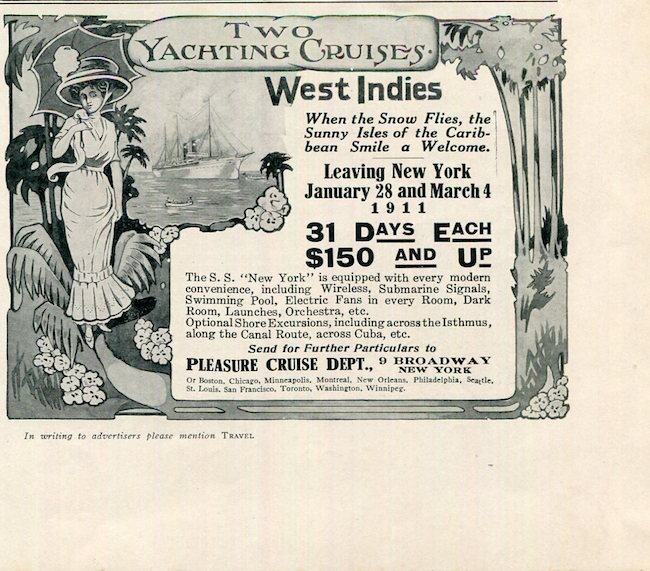 TWO
YACHTING CRUISES.
West Indies
When the Snow Flies, the
Sunny Isles of the Carib-
bean Smile a Welcome.
Leaving New York
January 28 and March 4
1911
31 DAYS EACH
$150 AND UP
The S. S. "New York" is equipped with every modern
convenience, including Wireless, Submarine Signals,
Swimming Pool, Electric Fans in every Room, Dark
Room, Launches, Orchestra, etc.
Optional Shore Excursions, including across the Isthmus,
along the Canal Route, across Cuba, etc.
Send for Further Particulars to
PLEASURE CRUISE DEPT., 9 BROADWAY
NEW YORK
Or Boston, Chicago, Minneapolis, Montreal, New Orleans, Philadelphia, Seattle,
St. Louis, San Francisco, Toronto, Washington, Winnipeg.
In writing to advertisers please mention TRAVEL